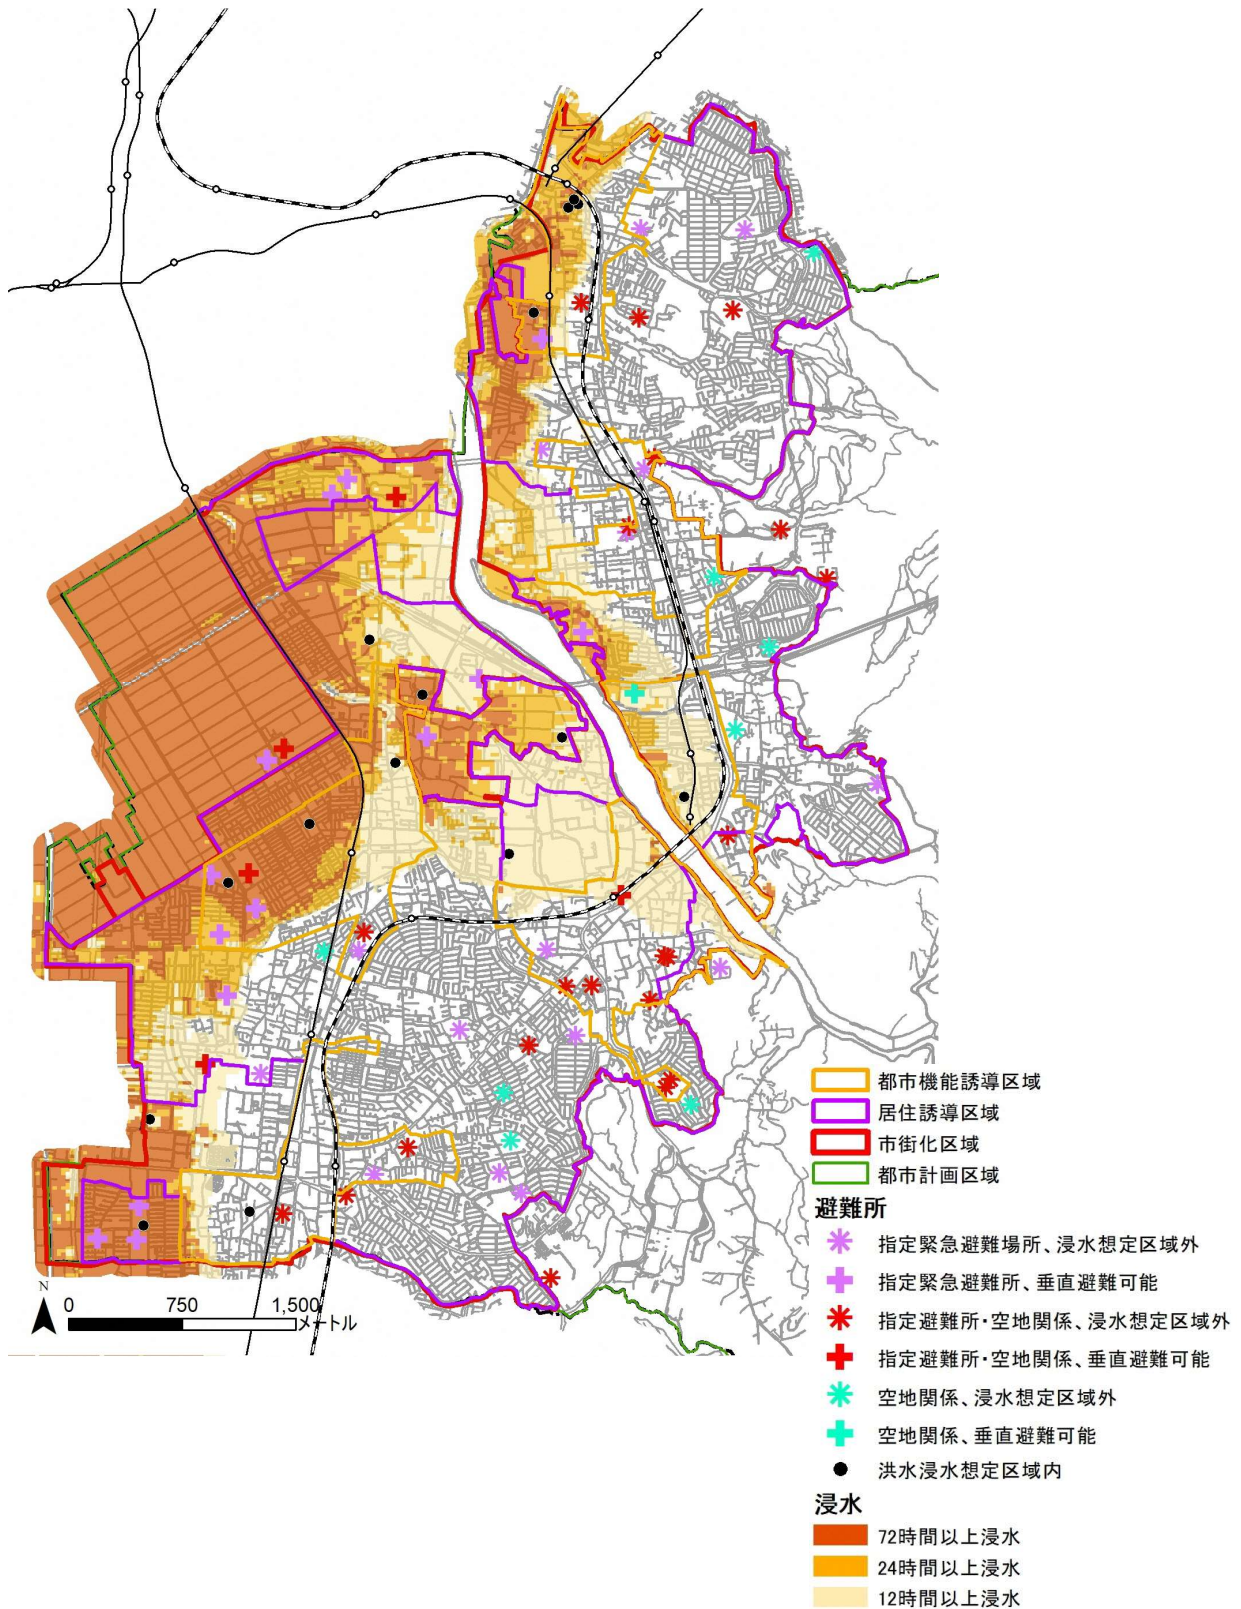 都市機能誘導区域
居住誘導区域
市街化区域
都市計画区域
避難所
指定緊急避難場所、浸水想定区域外
指定緊急避難所、垂直避難可能
指定避難所・空地関係、浸水想定区域外
指定避難所・空地関係、垂直避難可能
空地関係、浸水想定区域外
空地関係、垂直避難可能
洪水浸水想定区域内
浸水
72時間以上浸水
24時間以上浸水
12時間以上浸水
N
0 750 1,500
メートル